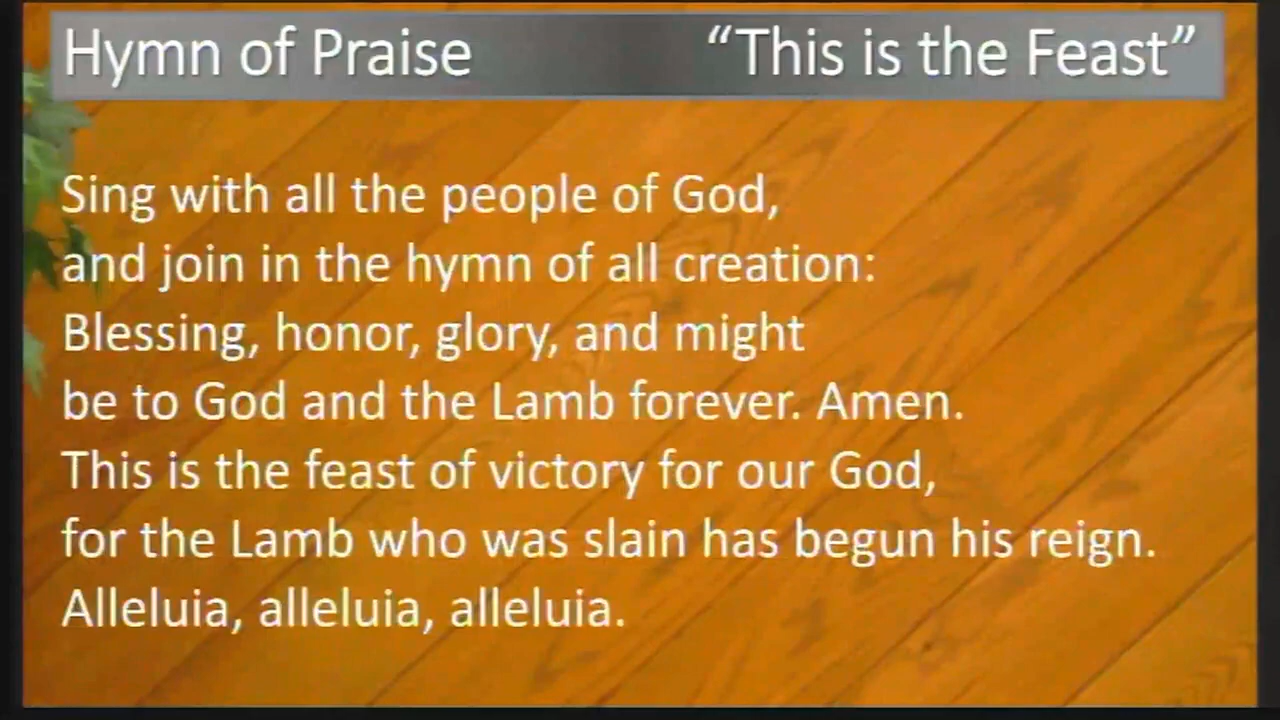 Hymn of Praise “This is the Feast”
Sing with all the people of God,
and join in the hymn of all creation:
Blessing, honor, glory, and might
be to God and the Lamb forever. Amen.
This is the feast of victory for our God,
for the Lamb who was slain has begun his reign.
Alleluia, alleluia, alleluia.